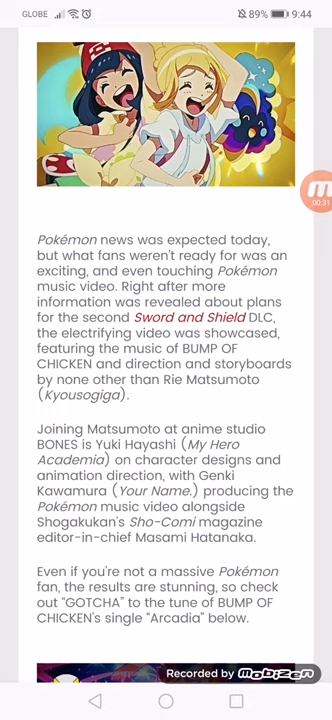 GLOBE
89%
9:44
00:31
Pokémon news was expected today,
but what fans weren't ready for was an
exciting, and even touching Pokémon
music video. Right after more
information was revealed about plans
for the second Sword and Shield DLC,
the electrifying video was showcased,
featuring the music of BUMP OF
CHICKEN and direction and storyboards
by none other than Rie Matsumoto
(Kyousogiga).
Joining Matsumoto at anime studio
BONES is Yuki Hayashi (My Hero
Academia) on character designs and
animation direction, with Genki
Kawamura (Your Name.) producing the
Pokémon music video alongside
Shogakukan's Sho-Comi magazine
editor-in-chief Masami Hatanaka.
Even if you're not a massive Pokémon
fan, the results are stunning, so check
out “GOTCHA” to the tune of BUMP OF
CHICKEN's single “Arcadia” below.
Recorded by mobizen